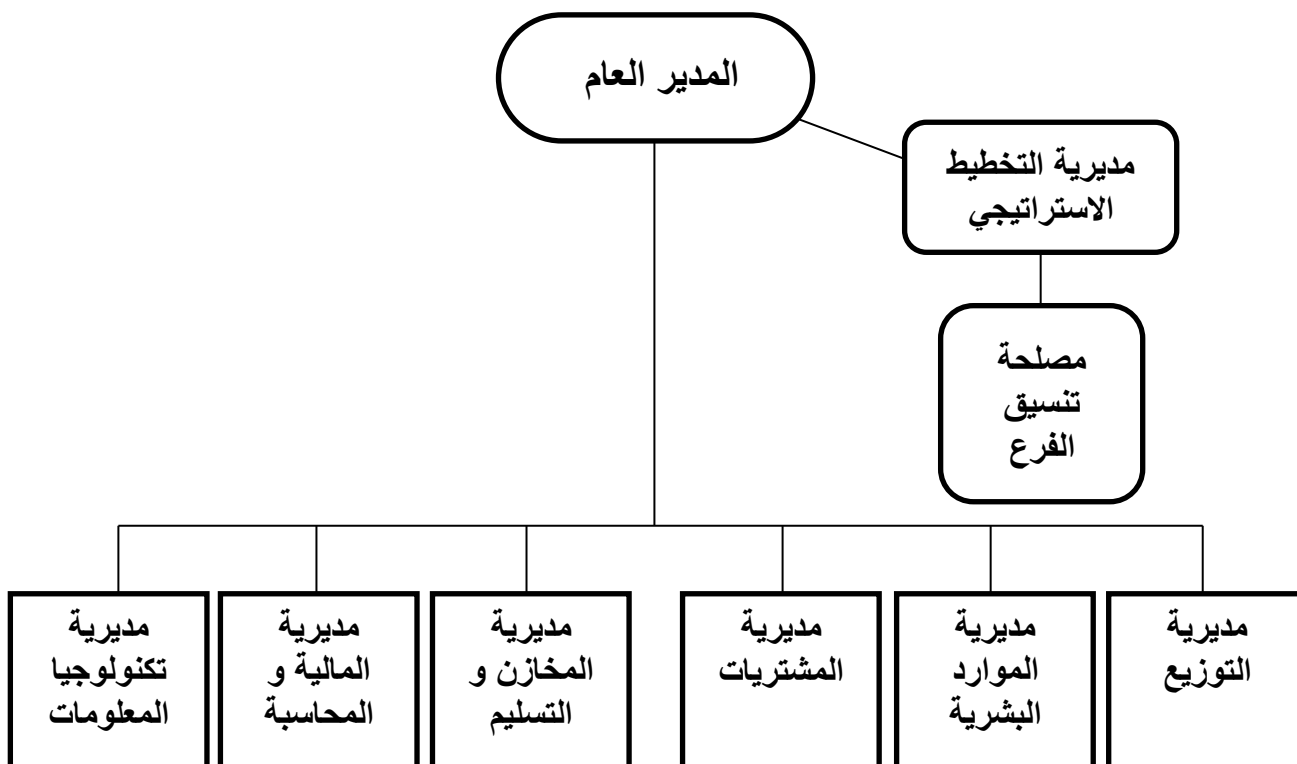 المدير العام
مديرية التخطيط
الاستراتيجي
مصلحة
تنسيق
الفرع
مديرية
التوزيع
مديرية
الموارد
البشرية
مديرية
المشتريات
مديرية
المخازن و
التسليم
مديرية
المالية و
المحاسبة
مديرية
تكنولوجيا
المعلومات